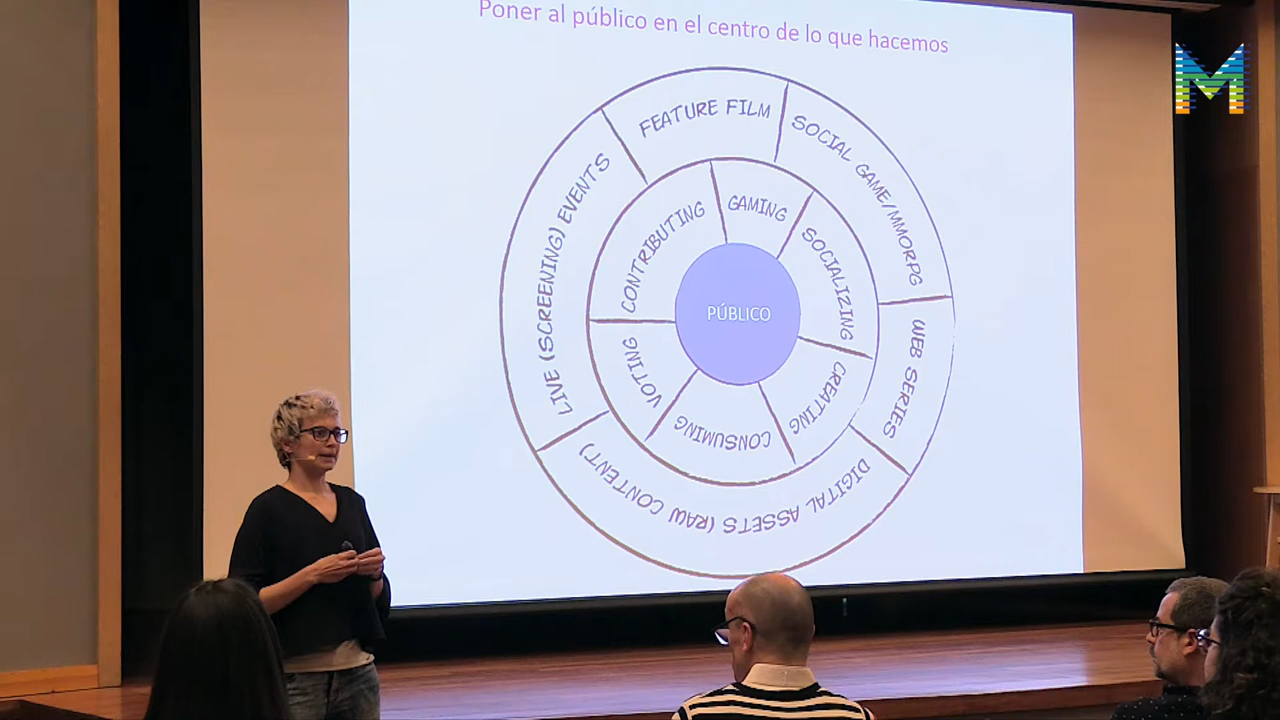 Poner al público en el centro de lo que hacemos
FEATURE FILM
SOCIAL GAME/MMORPG
WEB SERIES
DIGITAL ASSETS (RAW CONTENT)
LIVE (SCREENING) EVENTS
GAMING
SOCIALIZING
CREATING
CONSUMING
VOTING
CONTRIBUTING
PÚBLICO
M